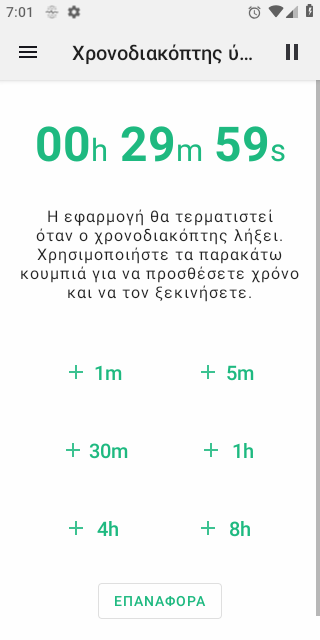 7:01
Χρονοδιακόπτης ύ...
00h 29m 59s
Η εφαρμογή θα τερματιστεί
όταν ο χρονοδιακόπτης λήξει.
Χρησιμοποιήστε τα παρακάτω
κουμπιά για να προσθέσετε χρόνο
και να τον ξεκινήσετε.
+ 1m + 5m
+ 30m + 1h
+ 4h + 8h
ΕΠΑΝΑΦΟΡΑ